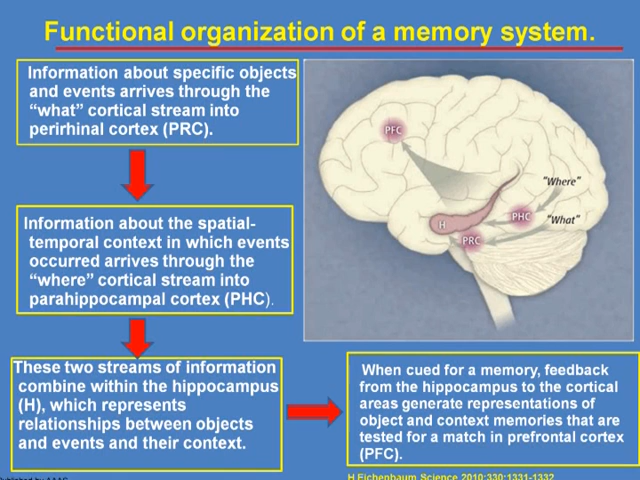 Functional organization of a memory system.
Information about specific objects
and events arrives through the
“what” cortical stream into
perirhinal cortex (PRC).
Information about the spatial-
temporal context in which events
occurred arrives through the
“where” cortical stream into
parahippocampal cortex (PHC).
These two streams of information
combine within the hippocampus
(H), which represents
relationships between objects
and events and their context.
PFC
"Where"
PHC
"What"
H
PRC
When cued for a memory, feedback
from the hippocampus to the cortical
areas generate representations of
object and context memories that are
tested for a match in prefrontal cortex
(PFC).
H Eichenbaum Science 2010;330:1331-1332
Published by AAAS